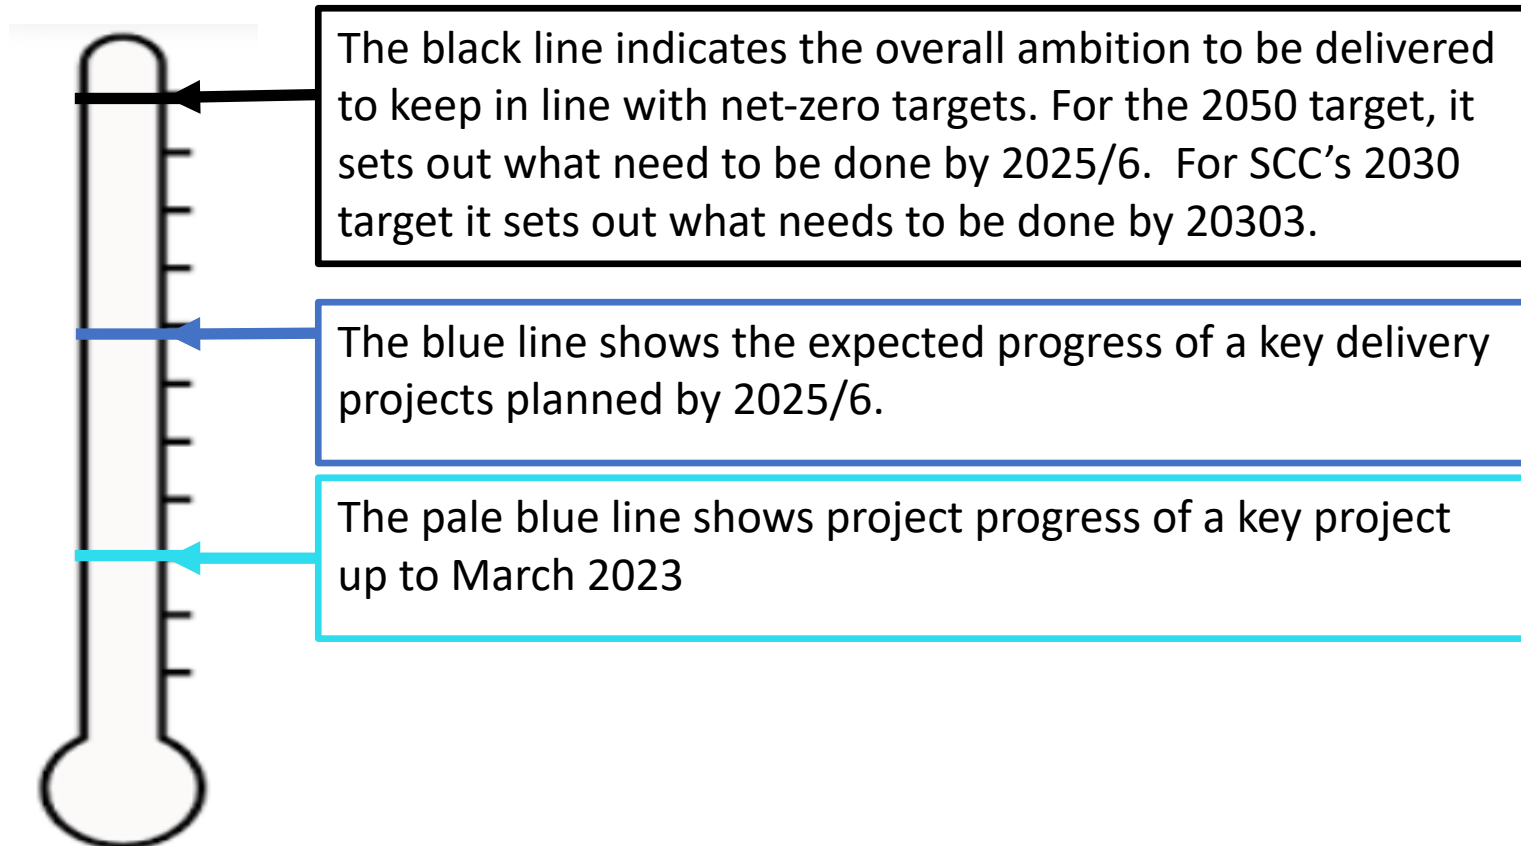 The black line indicates the overall ambition to be delivered
to keep in line with net-zero targets. For the 2050 target, it
sets out what need to be done by 2025/6.  For SCC’s 2030
target it sets out what needs to be done by 20303.
The blue line shows the expected progress of a key delivery
projects planned by 2025/6.
The pale blue line shows project progress of a key project
up to March 2023